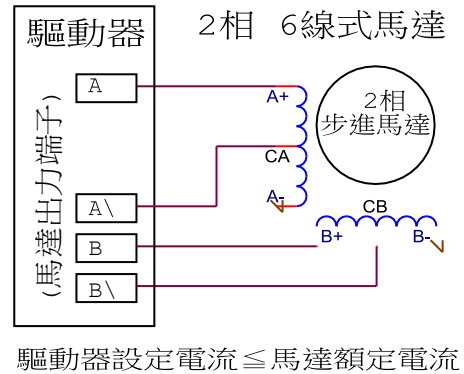 驅動器
2相 6線式馬達
A
A+
2相
步進馬達
CA
(馬達出力端子)
A\
A-
CB
B
B+
B-
B\
驅動器設定電流≦馬達額定電流